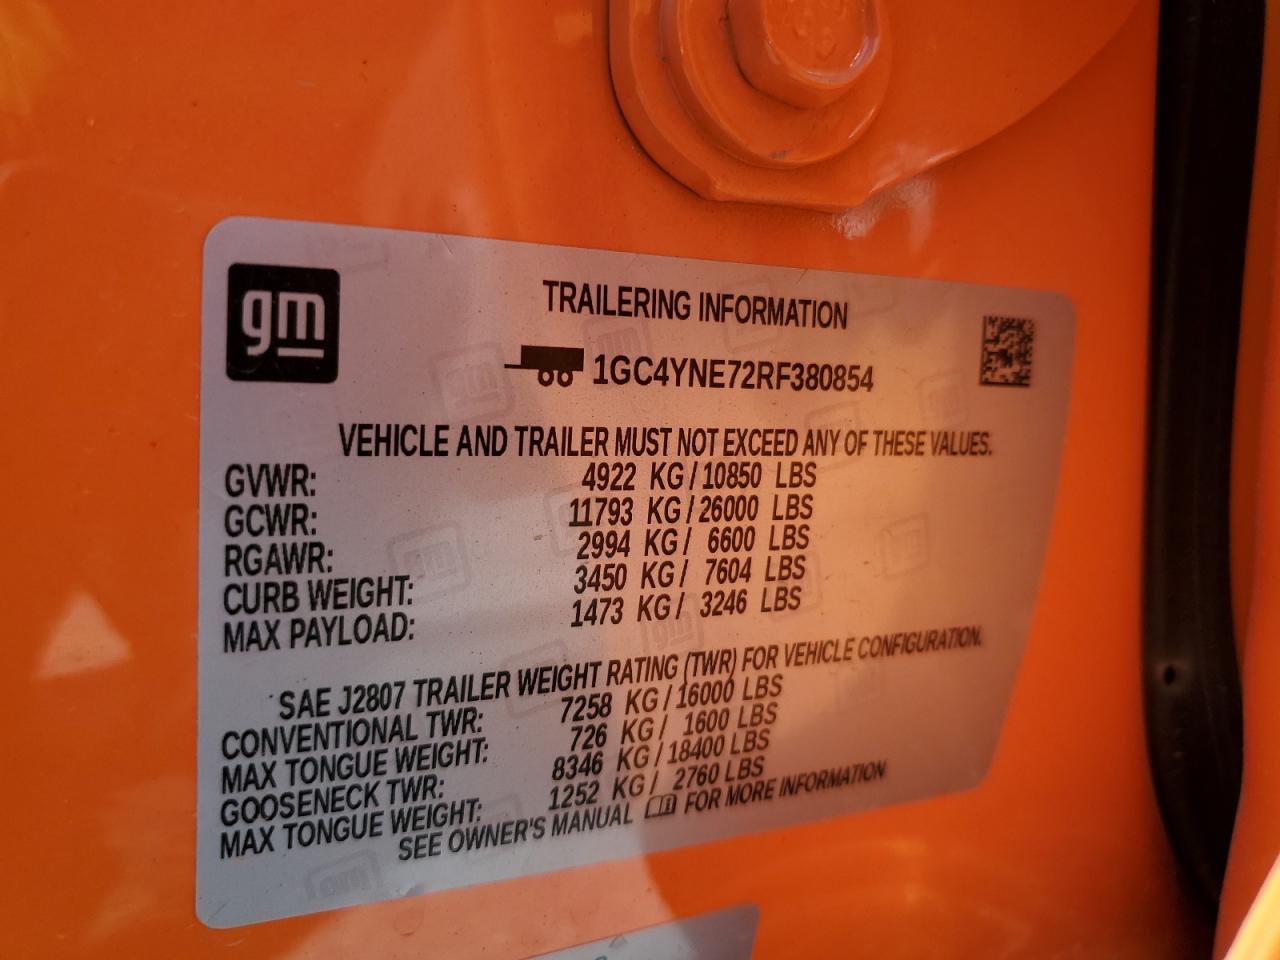 gm
TRAILERING INFORMATION
1GC4YNE72RF380854
VEHICLE AND TRAILER MUST NOT EXCEED ANY OF THESE VALUES.
GVWR: 4922 KG/10850 LBS
GCWR: 11793 KG/26000 LBS
RGAWR: 2994 KG/ 6600 LBS
CURB WEIGHT: 3450 KG/ 7604 LBS
MAX PAYLOAD: 1473 KG/ 3246 LBS
SAE J2807 TRAILER WEIGHT RATING (TWR) FOR VEHICLE CONFIGURATION.
CONVENTIONAL TWR: 7258 KG/16000 LBS
MAX TONGUE WEIGHT: 726 KG/ 1600 LBS
GOOSENECK TWR: 8346 KG/18400 LBS
MAX TONGUE WEIGHT: 1252 KG/ 2760 LBS
SEE OWNER'S MANUAL FOR MORE INFORMATION